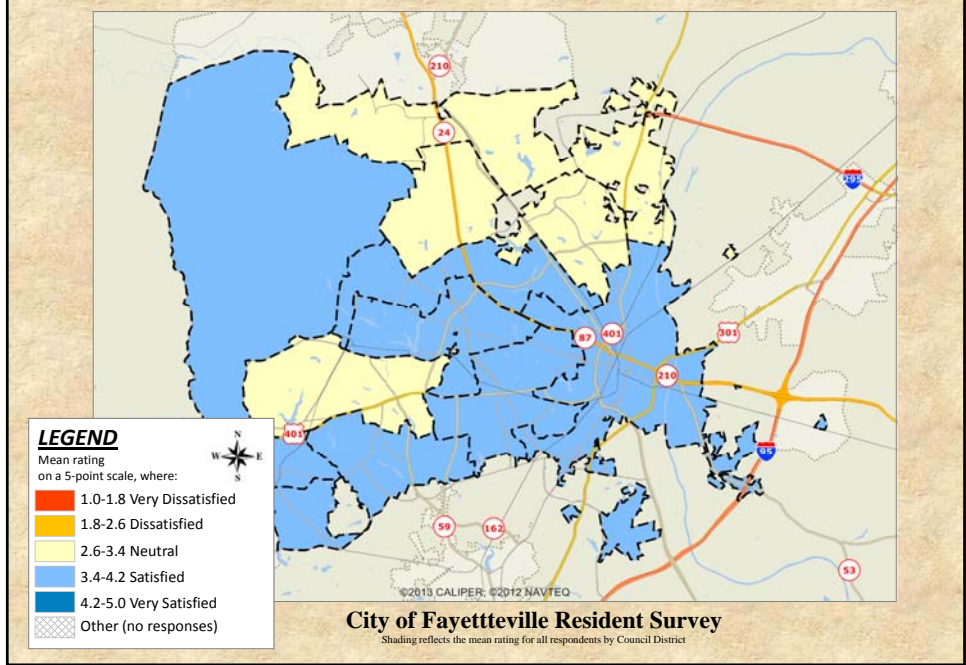 210
24
295
87
401
301
210
401
95
59
162
53
LEGEND
Mean rating
on a 5-point scale, where:
N
W E
S
1.0-1.8 Very Dissatisfied
1.8-2.6 Dissatisfied
2.6-3.4 Neutral
3.4-4.2 Satisfied
4.2-5.0 Very Satisfied
Other (no responses)
©2013 CALIPER; ©2012 NAVTEQ
City of Fayettteville Resident Survey
Shading reflects the mean rating for all respondents by Council District